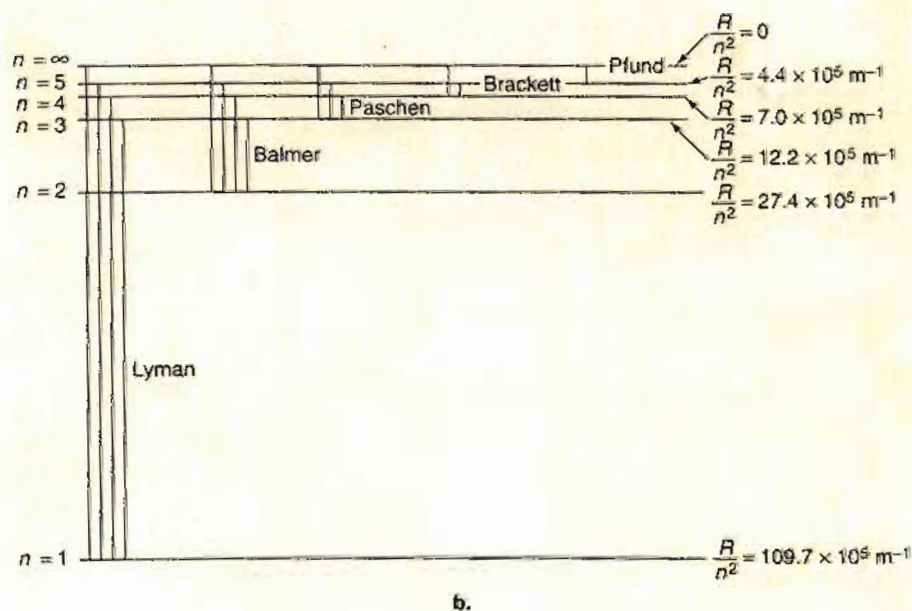 n = ∞
n = 5
n = 4
n = 3
n = 2
n = 1
Pfund
Brackett
Paschen
Balmer
Lyman
R/n² = 0
R/n² = 4.4 × 10⁵ m⁻¹
R/n² = 7.0 × 10⁵ m⁻¹
R/n² = 12.2 × 10⁵ m⁻¹
R/n² = 27.4 × 10⁵ m⁻¹
R/n² = 109.7 × 10⁵ m⁻¹
b.